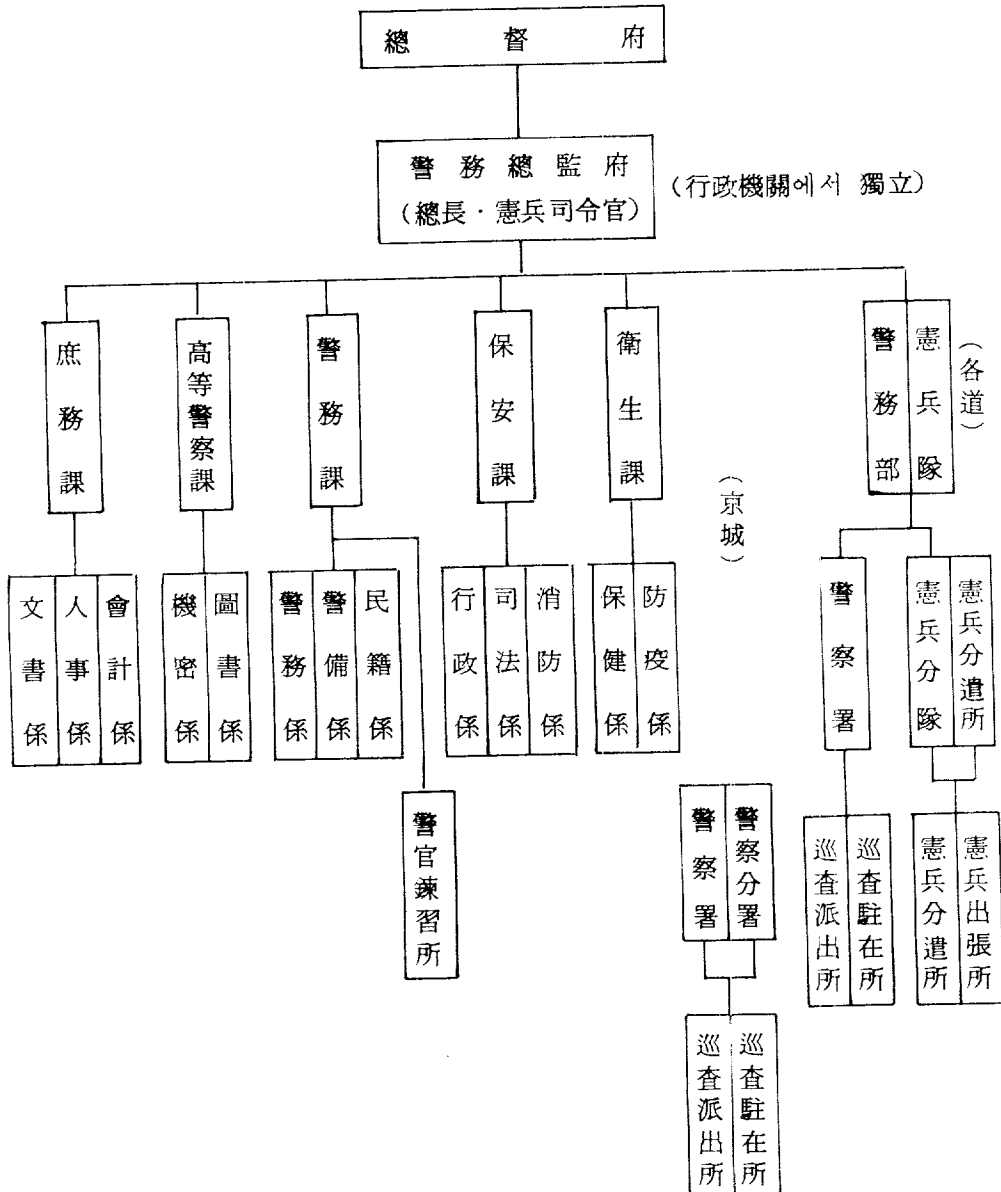 總督府
警務總監府
(總長·憲兵司令官)
(行政機關에서 獨立)
庶務課
高等警察課
警務課
保安課
衛生課
警務部
憲兵隊
(各道)
(京城)
文書係
人事係
會計係
機密係
圖書係
警務係
警備係
民籍係
行政係
司法係
消防係
保健係
防疫係
警察署
憲兵分隊
憲兵分遣所
警官練習所
警察署
警察分署
巡査派出所
巡査駐在所
憲兵分遣所
憲兵出張所
巡査派出所
巡査駐在所